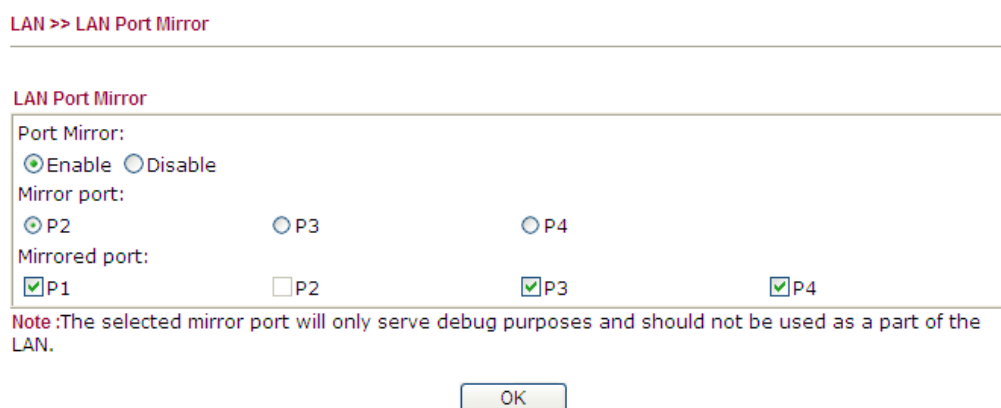 LAN >> LAN Port Mirror
LAN Port Mirror
Port Mirror:
Enable Disable
Mirror port:
P2 P3 P4
Mirrored port:
P1 P2 P3 P4
Note :The selected mirror port will only serve debug purposes and should not be used as a part of the
LAN.
OK